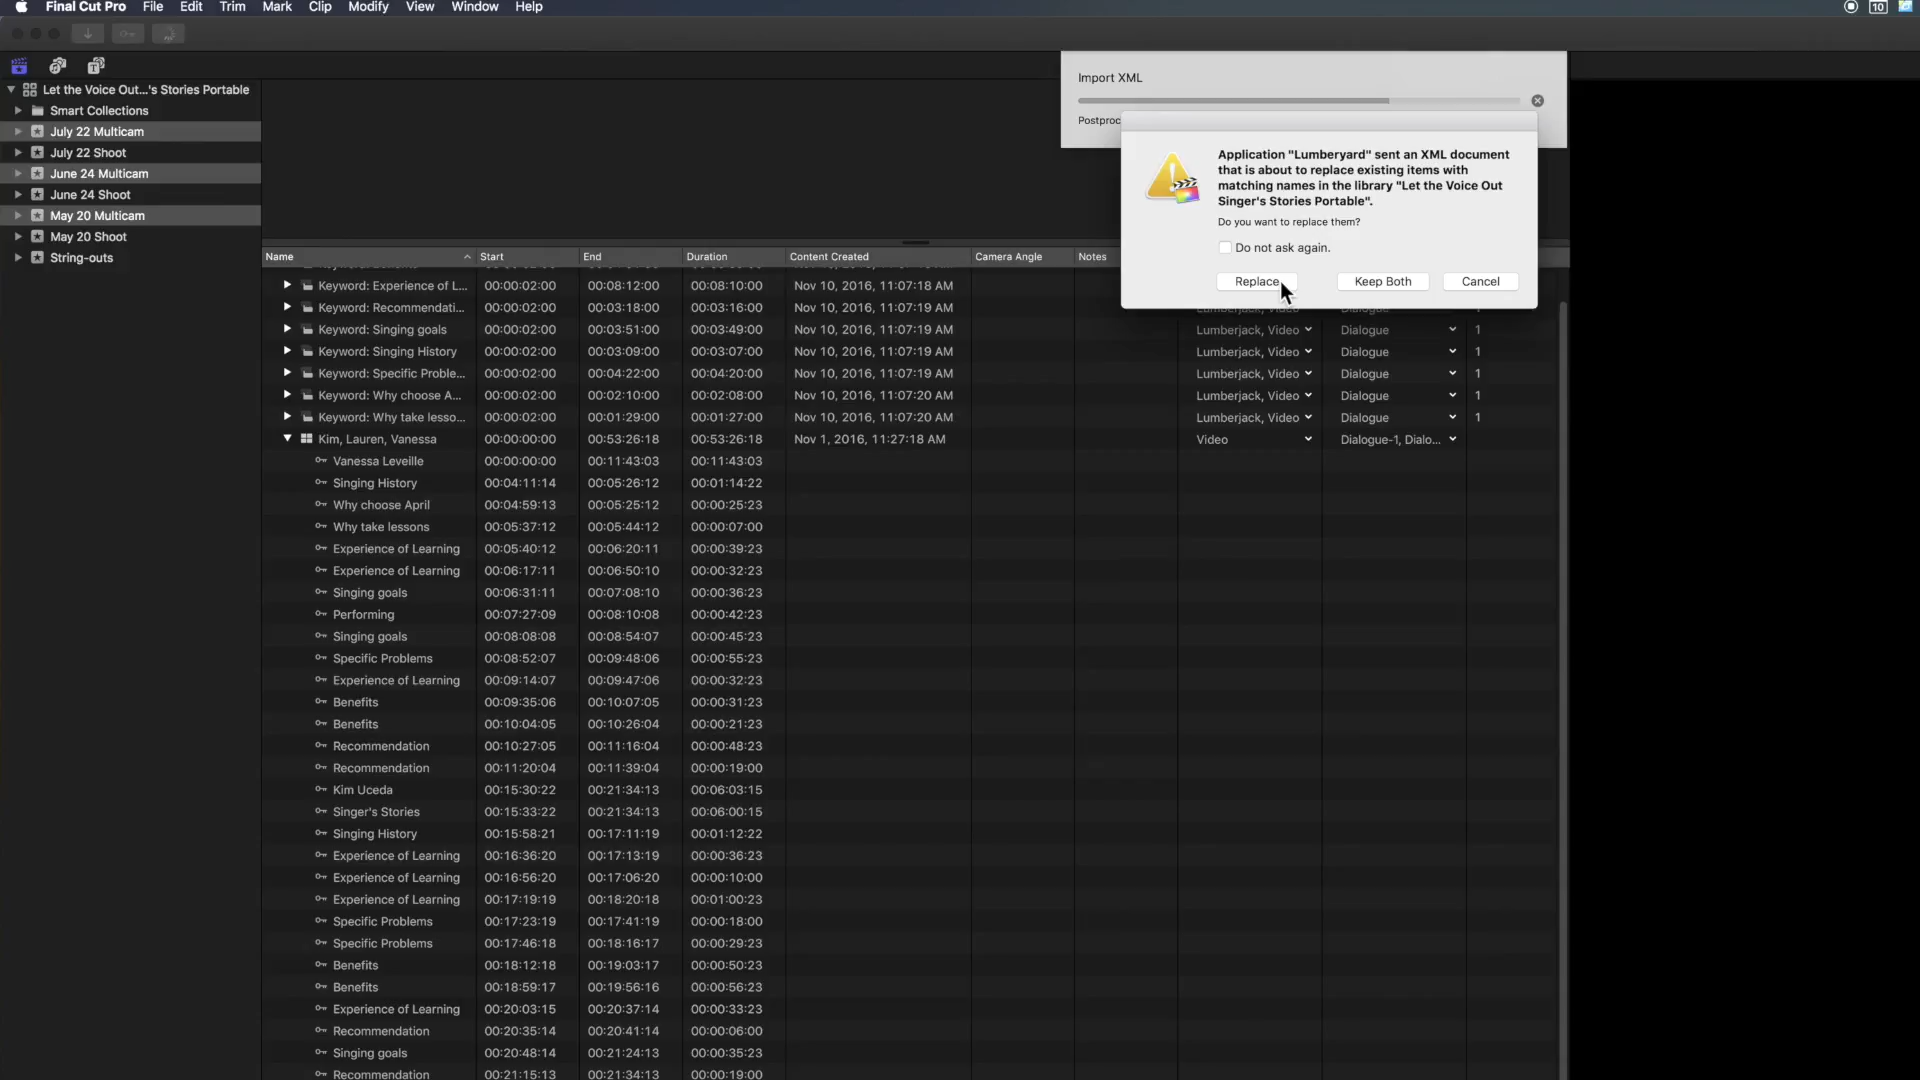 Final Cut Pro File Edit Trim Mark Clip Modify View Window Help 10
Let the Voice Out...'s Stories Portable
Smart Collections
July 22 Multicam
July 22 Shoot
June 24 Multicam
June 24 Shoot
May 20 Multicam
May 20 Shoot
String-outs
Import XML
Postproc
Application "Lumberyard" sent an XML document
that is about to replace existing items with
matching names in the library "Let the Voice Out
Singer's Stories Portable".
Do you want to replace them?
Do not ask again.
Replace Keep Both Cancel
Name Start End Duration Content Created Camera Angle Notes
Keyword: Experience of L... 00:00:02:00 00:08:12:00 00:08:10:00 Nov 10, 2016, 11:07:18 AM
Keyword: Recommendati... 00:00:02:00 00:03:18:00 00:03:16:00 Nov 10, 2016, 11:07:19 AM Lumberjack, Video Dialogue 1
Keyword: Singing goals 00:00:02:00 00:03:51:00 00:03:49:00 Nov 10, 2016, 11:07:19 AM Lumberjack, Video Dialogue 1
Keyword: Singing History 00:00:02:00 00:03:09:00 00:03:07:00 Nov 10, 2016, 11:07:19 AM Lumberjack, Video Dialogue 1
Keyword: Specific Proble... 00:00:02:00 00:04:22:00 00:04:20:00 Nov 10, 2016, 11:07:19 AM Lumberjack, Video Dialogue 1
Keyword: Why choose A... 00:00:02:00 00:02:10:00 00:02:08:00 Nov 10, 2016, 11:07:20 AM Lumberjack, Video Dialogue 1
Keyword: Why take lesso... 00:00:02:00 00:01:29:00 00:01:27:00 Nov 10, 2016, 11:07:20 AM Lumberjack, Video Dialogue 1
Kim, Lauren, Vanessa 00:00:00:00 00:53:26:18 00:53:26:18 Nov 1, 2016, 11:27:18 AM Video Dialogue-1, Dialo...
Vanessa Leveille 00:00:00:00 00:11:43:03 00:11:43:03
Singing History 00:04:11:14 00:05:26:12 00:01:14:22
Why choose April 00:04:59:13 00:05:25:12 00:00:25:23
Why take lessons 00:05:37:12 00:05:44:12 00:00:07:00
Experience of Learning 00:05:40:12 00:06:20:11 00:00:39:23
Experience of Learning 00:06:17:11 00:06:50:10 00:00:32:23
Singing goals 00:06:31:11 00:07:08:10 00:00:36:23
Performing 00:07:27:09 00:08:10:08 00:00:42:23
Singing goals 00:08:08:08 00:08:54:07 00:00:45:23
Specific Problems 00:08:52:07 00:09:48:06 00:00:55:23
Experience of Learning 00:09:14:07 00:09:47:06 00:00:32:23
Benefits 00:09:35:06 00:10:07:05 00:00:31:23
Benefits 00:10:04:05 00:10:26:04 00:00:21:23
Recommendation 00:10:27:05 00:11:16:04 00:00:48:23
Recommendation 00:11:20:04 00:11:39:04 00:00:19:00
Kim Uceda 00:15:30:22 00:21:34:13 00:06:03:15
Singer's Stories 00:15:33:22 00:21:34:13 00:06:00:15
Singing History 00:15:58:21 00:17:11:19 00:01:12:22
Experience of Learning 00:16:36:20 00:17:13:19 00:00:36:23
Experience of Learning 00:16:56:20 00:17:06:20 00:00:10:00
Experience of Learning 00:17:19:19 00:18:20:18 00:01:00:23
Specific Problems 00:17:23:19 00:17:41:19 00:00:18:00
Specific Problems 00:17:46:18 00:18:16:17 00:00:29:23
Benefits 00:18:12:18 00:19:03:17 00:00:50:23
Benefits 00:18:59:17 00:19:56:16 00:00:56:23
Experience of Learning 00:20:03:15 00:20:37:14 00:00:33:23
Recommendation 00:20:35:14 00:20:41:14 00:00:06:00
Singing goals 00:20:48:14 00:21:24:13 00:00:35:23
Recommendation 00:21:15:13 00:21:34:13 00:00:19:00